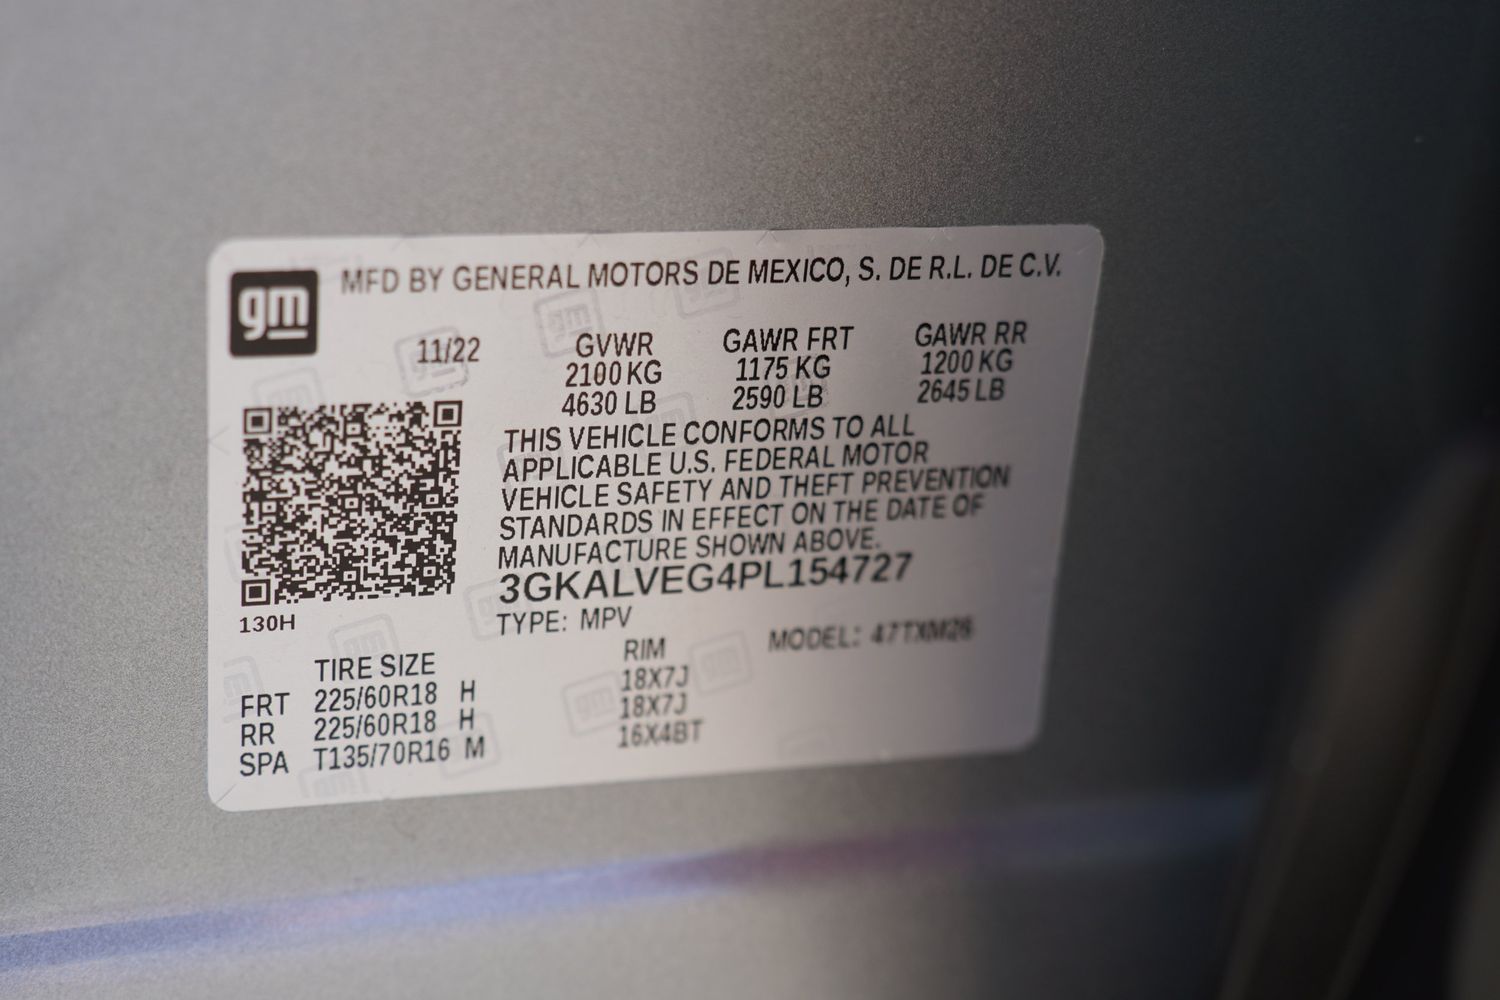 gm MFD BY GENERAL MOTORS DE MEXICO, S. DE R.L. DE C.V.
11/22 GVWR GAWR FRT GAWR RR
2100 KG 1175 KG 1200 KG
4630 LB 2590 LB 2645 LB
THIS VEHICLE CONFORMS TO ALL
APPLICABLE U.S. FEDERAL MOTOR
VEHICLE SAFETY AND THEFT PREVENTION
STANDARDS IN EFFECT ON THE DATE OF
MANUFACTURE SHOWN ABOVE.
3GKALVEG4PL154727
130H
TYPE: MPV MODEL: 47TXM26
TIRE SIZE RIM
FRT 225/60R18 H 18X7J
RR 225/60R18 H 18X7J
SPA T135/70R16 M 16X4BT